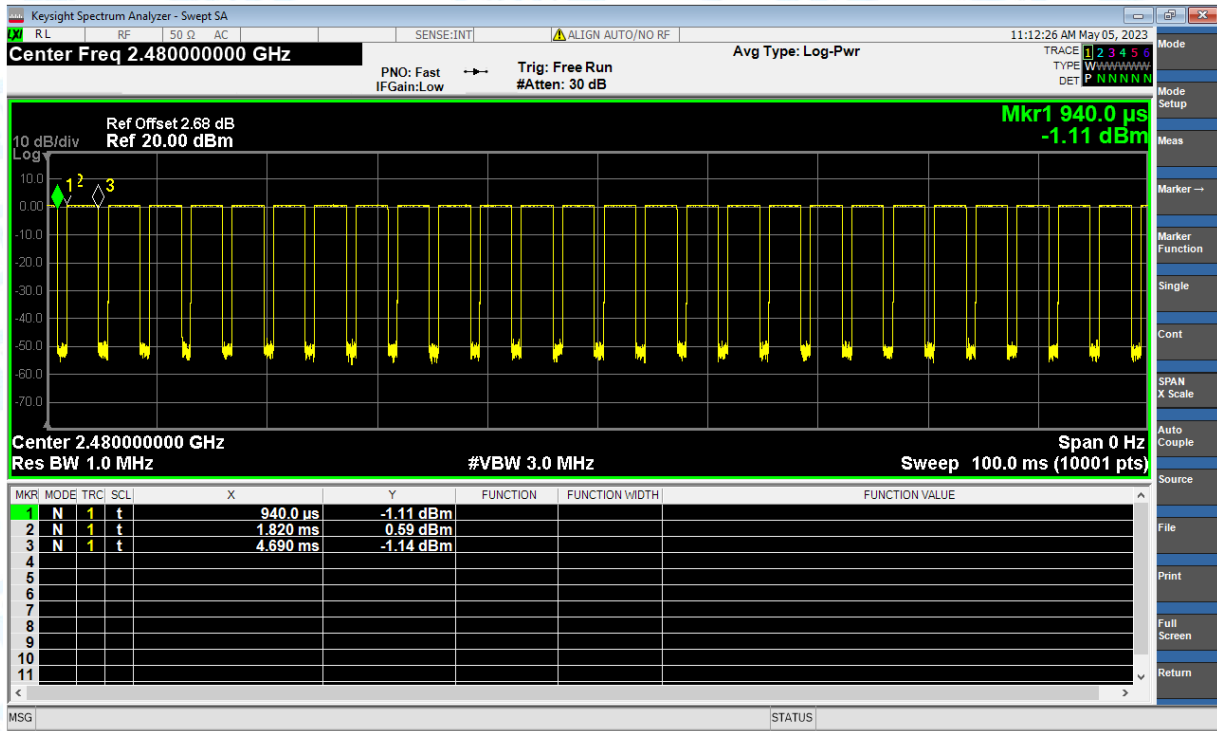 Keysight Spectrum Analyzer - Swept SA
LXI RL RF 50 Ω AC SENSE:INT ALIGN AUTO/NO RF 11:12:26 AM May 05, 2023
Center Freq 2.480000000 GHz
PNO: Fast
IFGain:Low
Trig: Free Run
#Atten: 30 dB
Avg Type: Log-Pwr
TRACE 1 2 3 4 5 6
TYPE WWWWWW
DET P N N N N N
Mkr1 940.0 µs
-1.11 dBm
Ref Offset 2.68 dB
10 dB/div Ref 20.00 dBm
Log
1 2 3
10.0
0.00
-10.0
-20.0
-30.0
-40.0
-50.0
-60.0
-70.0
Center 2.480000000 GHz Span 0 Hz
Res BW 1.0 MHz #VBW 3.0 MHz Sweep 100.0 ms (10001 pts)
MKR MODE TRC SCL X Y FUNCTION FUNCTION WIDTH FUNCTION VALUE
1 N 1 t 940.0 µs -1.11 dBm
2 N 1 t 1.820 ms 0.59 dBm
3 N 1 t 4.690 ms -1.14 dBm
4
5
6
7
8
9
10
11
MSG STATUS
Mode
Mode
Setup
Meas
Marker→
Marker
Function
Single
Cont
SPAN
X Scale
Auto
Couple
Source
File
Print
Full
Screen
Return